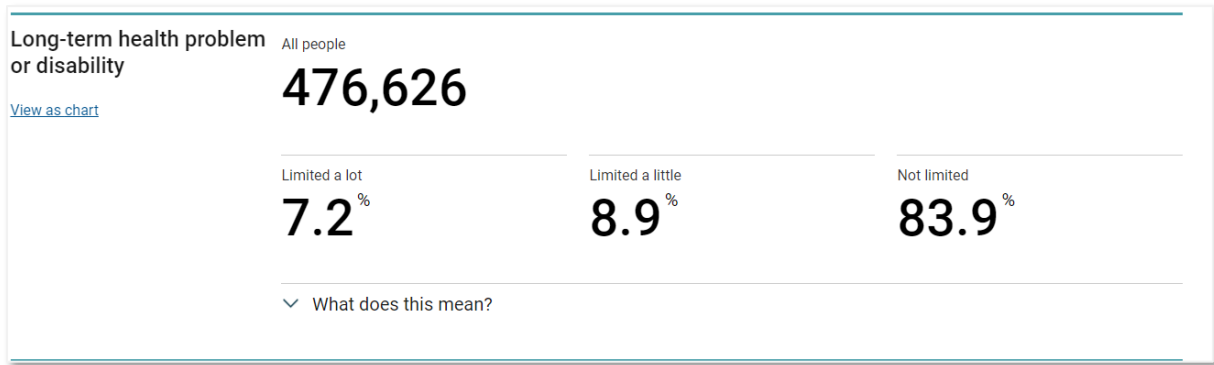 Long-term health problem
or disability
View as chart
All people
476,626
Limited a lot
7.2%
Limited a little
8.9%
Not limited
83.9%
What does this mean?